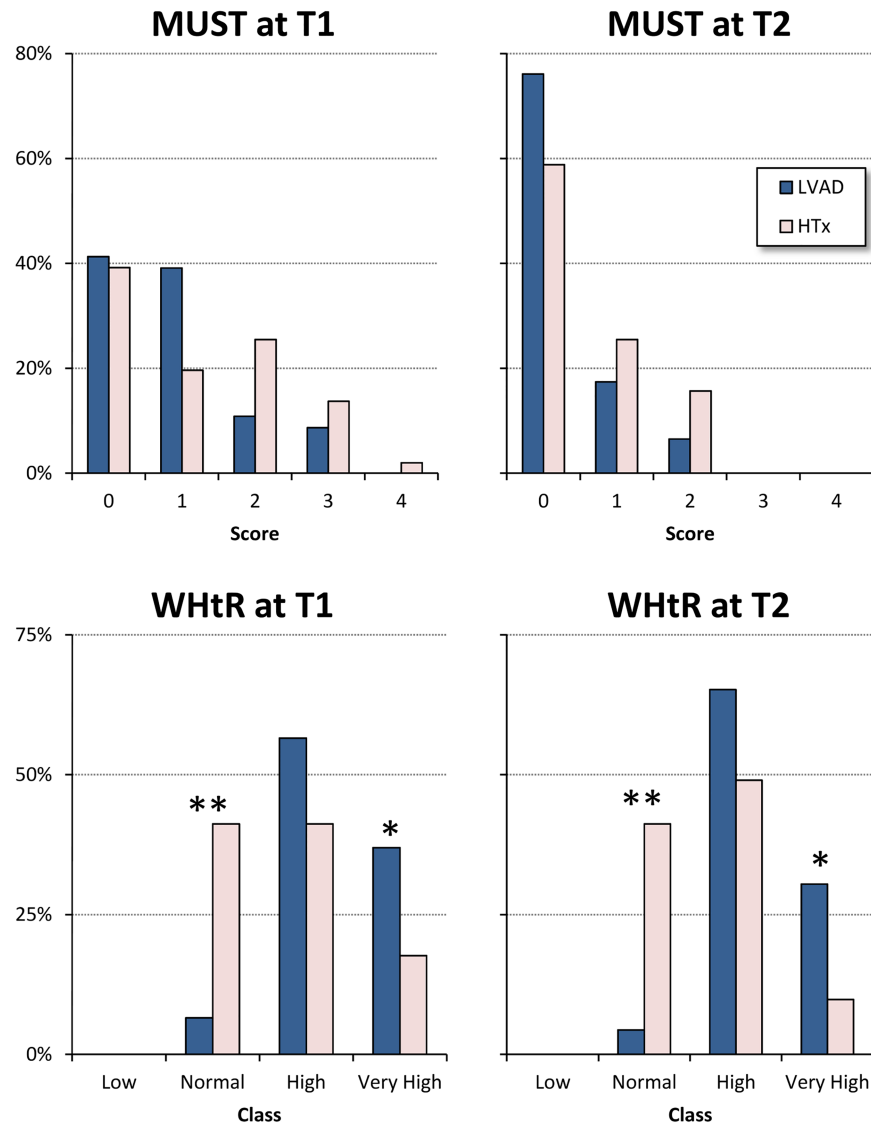 MUST at T1
80%
60%
40%
20%
0%
0 1 2 3 4
Score
MUST at T2
LVAD
HTx
0 1 2 3 4
Score
WHtR at T1
75%
50%
25%
0%
**
*
Low Normal High Very High
Class
WHtR at T2
**
*
Low Normal High Very High
Class